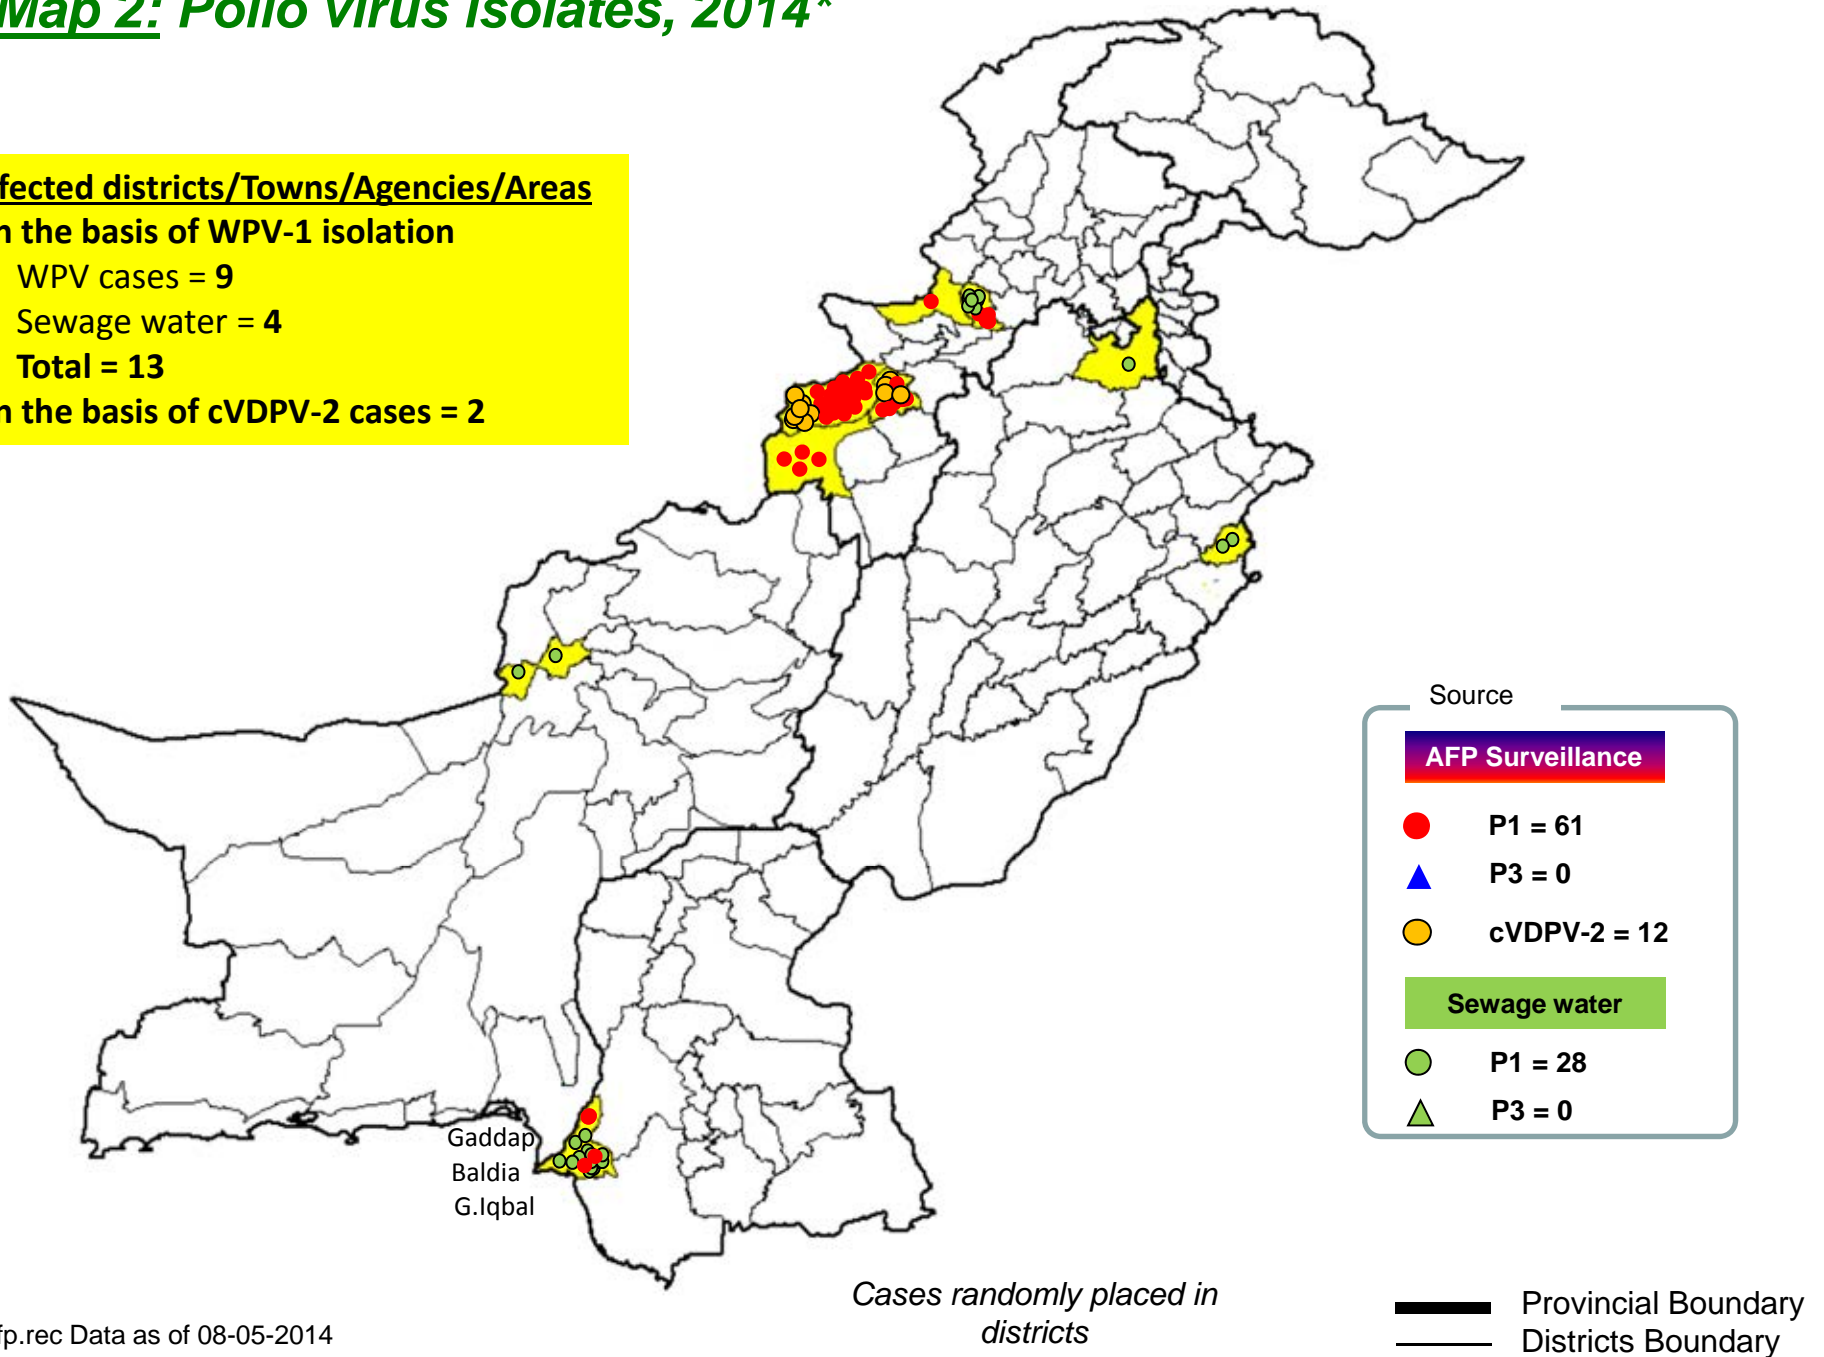 Map 2: Polio virus Isolates, 2014*
fected districts/Towns/Agencies/Areas
n the basis of WPV-1 isolation
WPV cases = 9
Sewage water = 4
Total = 13
n the basis of cVDPV-2 cases = 2
Source
AFP Surveillance
P1 = 61
P3 = 0
cVDPV-2 = 12
Sewage water
P1 = 28
P3 = 0
Gaddap
Baldia
G.Iqbal
Cases randomly placed in
districts
Provincial Boundary
Districts Boundary
fp.rec Data as of 08-05-2014